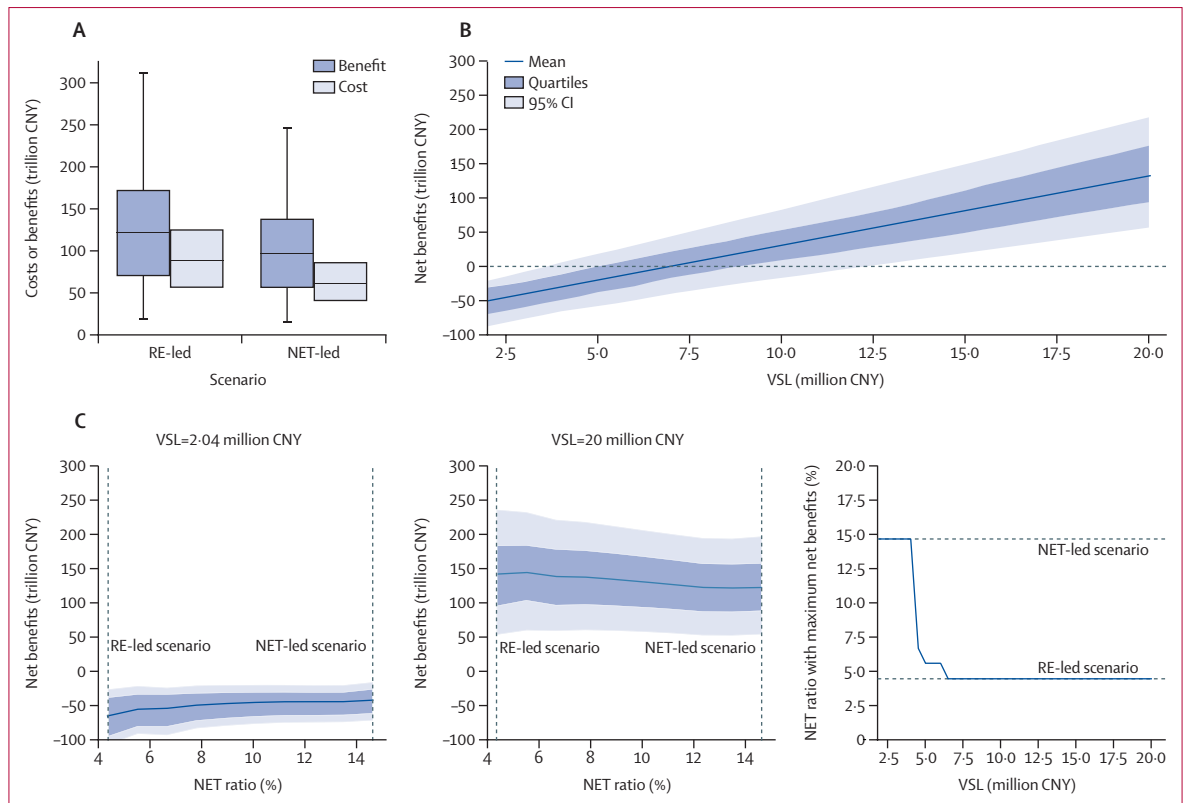 A
Benefit
Cost
Costs or benefits (trillion CNY)
300
250
200
150
100
50
0
RE-led
NET-led
Scenario
B
Mean
Quartiles
95% CI
Net benefits (trillion CNY)
300
250
200
150
100
50
0
–50
–100
2·5 5·0 7·5 10·0 12·5 15·0 17·5 20·0
VSL (million CNY)
C
VSL=2·04 million CNY
Net benefits (trillion CNY)
300
250
200
150
100
50
0
–50
–100
RE-led scenario
NET-led scenario
4 6 8 10 12 14
NET ratio (%)
VSL=20 million CNY
Net benefits (trillion CNY)
300
250
200
150
100
50
0
–50
–100
RE-led scenario
NET-led scenario
4 6 8 10 12 14
NET ratio (%)
NET ratio with maximum net benefits (%)
20·0
17·5
15·0
12·5
7·5
5·0
2·5
0
NET-led scenario
RE-led scenario
2·5 5·0 7·5 10·0 12·5 15·0 17·5 20·0
VSL (million CNY)